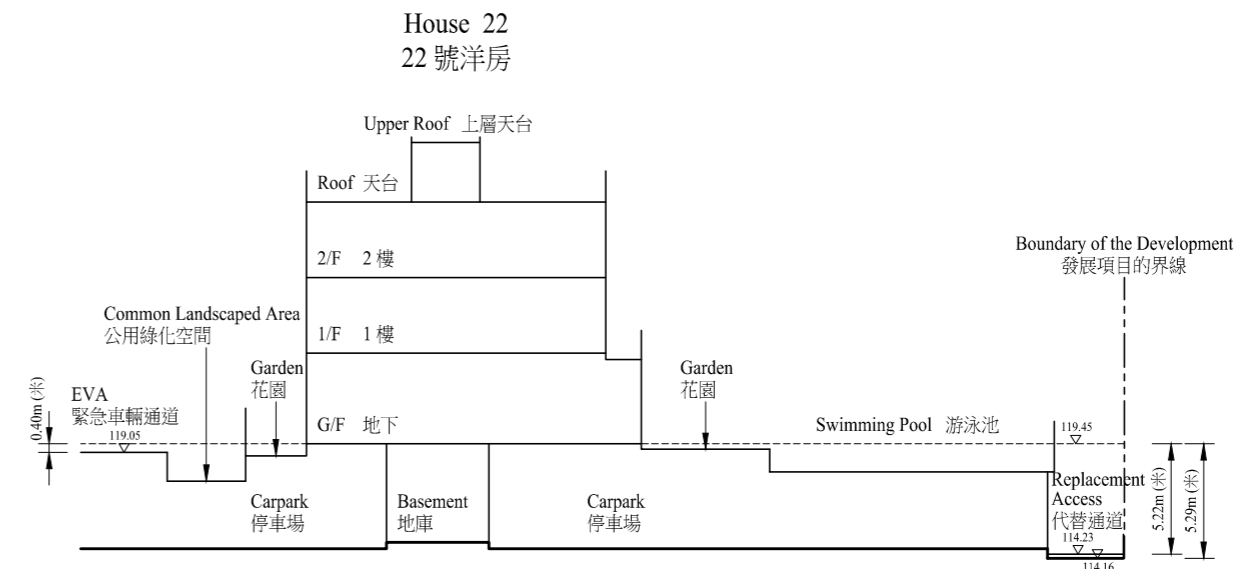 House 22
22 號洋房
Upper Roof 上層天台
Roof 天台
2/F 2 樓
Boundary of the Development
發展項目的界線
Common Landscaped Area
公用綠化空間
1/F 1 樓
Garden
花園
Garden
花園
0.40m (米)
EVA
緊急車輛通道
119.05
G/F 地下
Swimming Pool 游泳池
119.45
Carpark
停車場
Basement
地庫
Carpark
停車場
Replacement
Access
代替通道
114.23
114.16
5.22m (米)
5.29m (米)